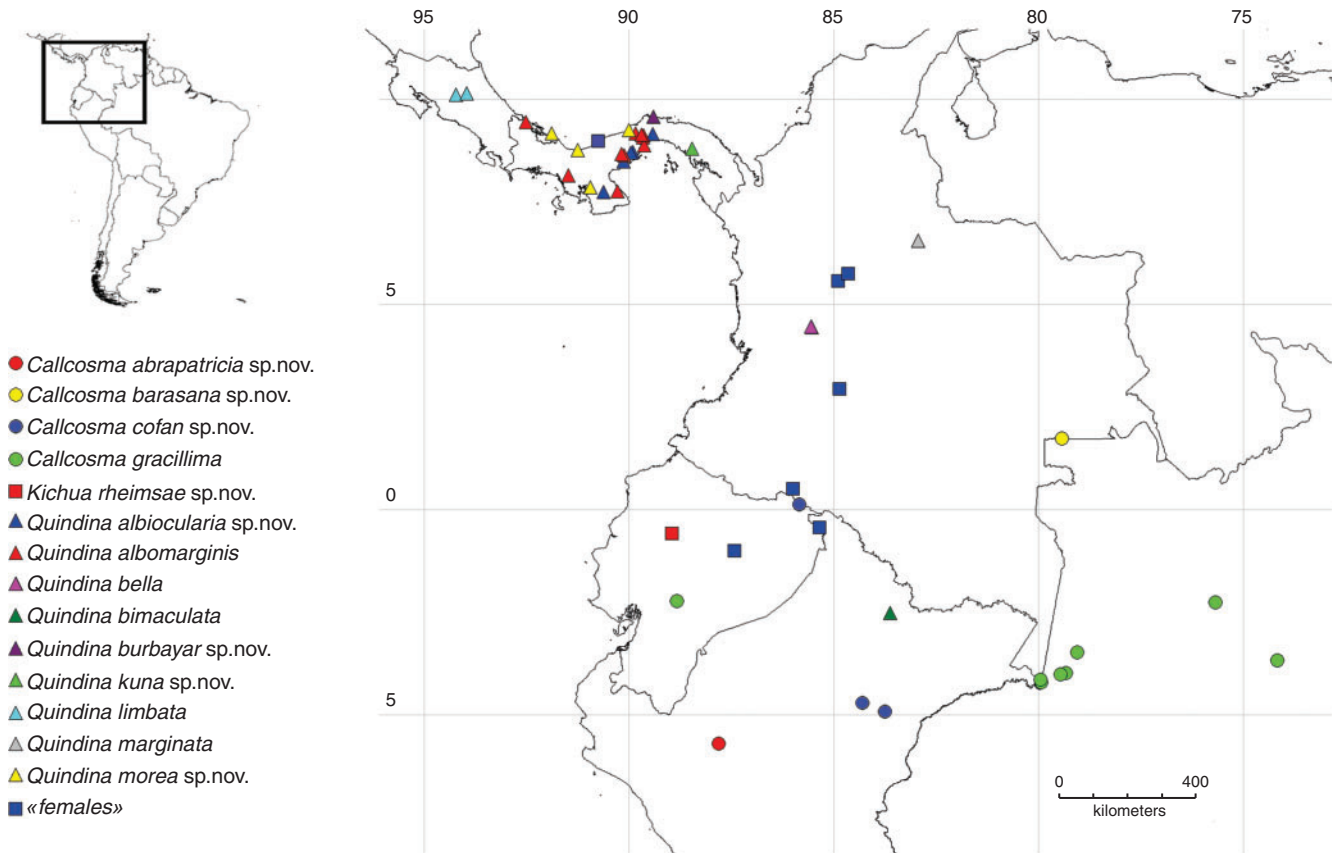 95 90 85 80 75
5
0
5
Callcosma abrapatricia sp.nov.
Callcosma barasana sp.nov.
Callcosma cofan sp.nov.
Callcosma gracillima
Kichua rheimsae sp.nov.
Quindina albiocularia sp.nov.
Quindina albomarginis
Quindina bella
Quindina bimaculata
Quindina burbayar sp.nov.
Quindina kuna sp.nov.
Quindina limbata
Quindina marginata
Quindina morea sp.nov.
«females»
0 400
kilometers